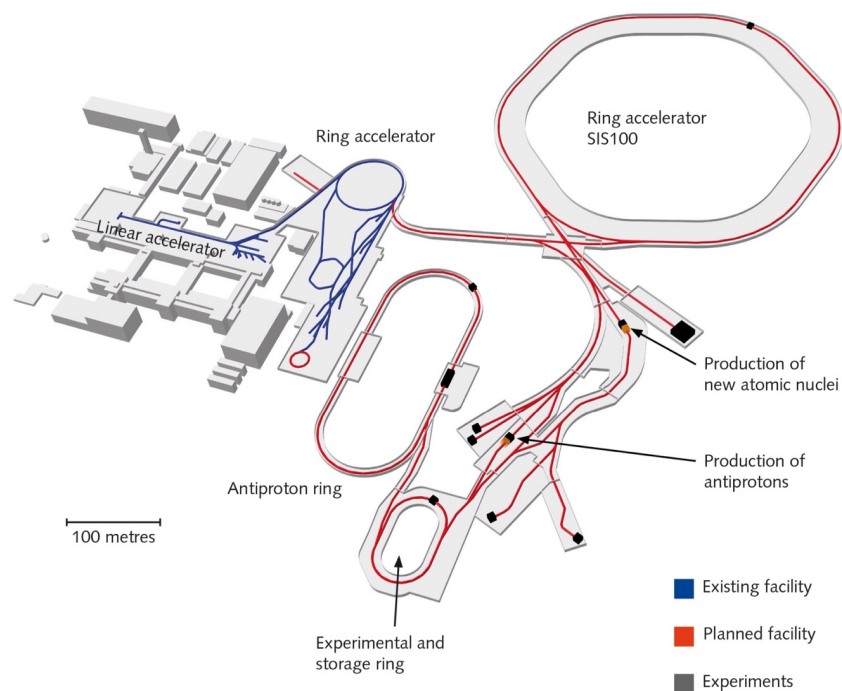 Ring accelerator
SIS100
Ring accelerator
Linear accelerator
Production of
new atomic nuclei
Production of
antiprotons
Antiproton ring
100 metres
Experimental and
storage ring
Existing facility
Planned facility
Experiments